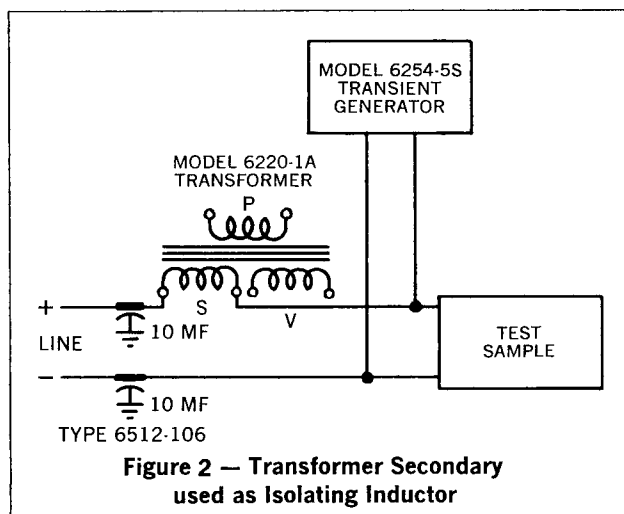 MODEL 6254-5S
TRANSIENT
GENERATOR
MODEL 6220-1A
TRANSFORMER
P
S
V
+
10 MF
LINE
TEST
SAMPLE
−
10 MF
TYPE 6512-106
Figure 2 — Transformer Secondary
used as Isolating Inductor